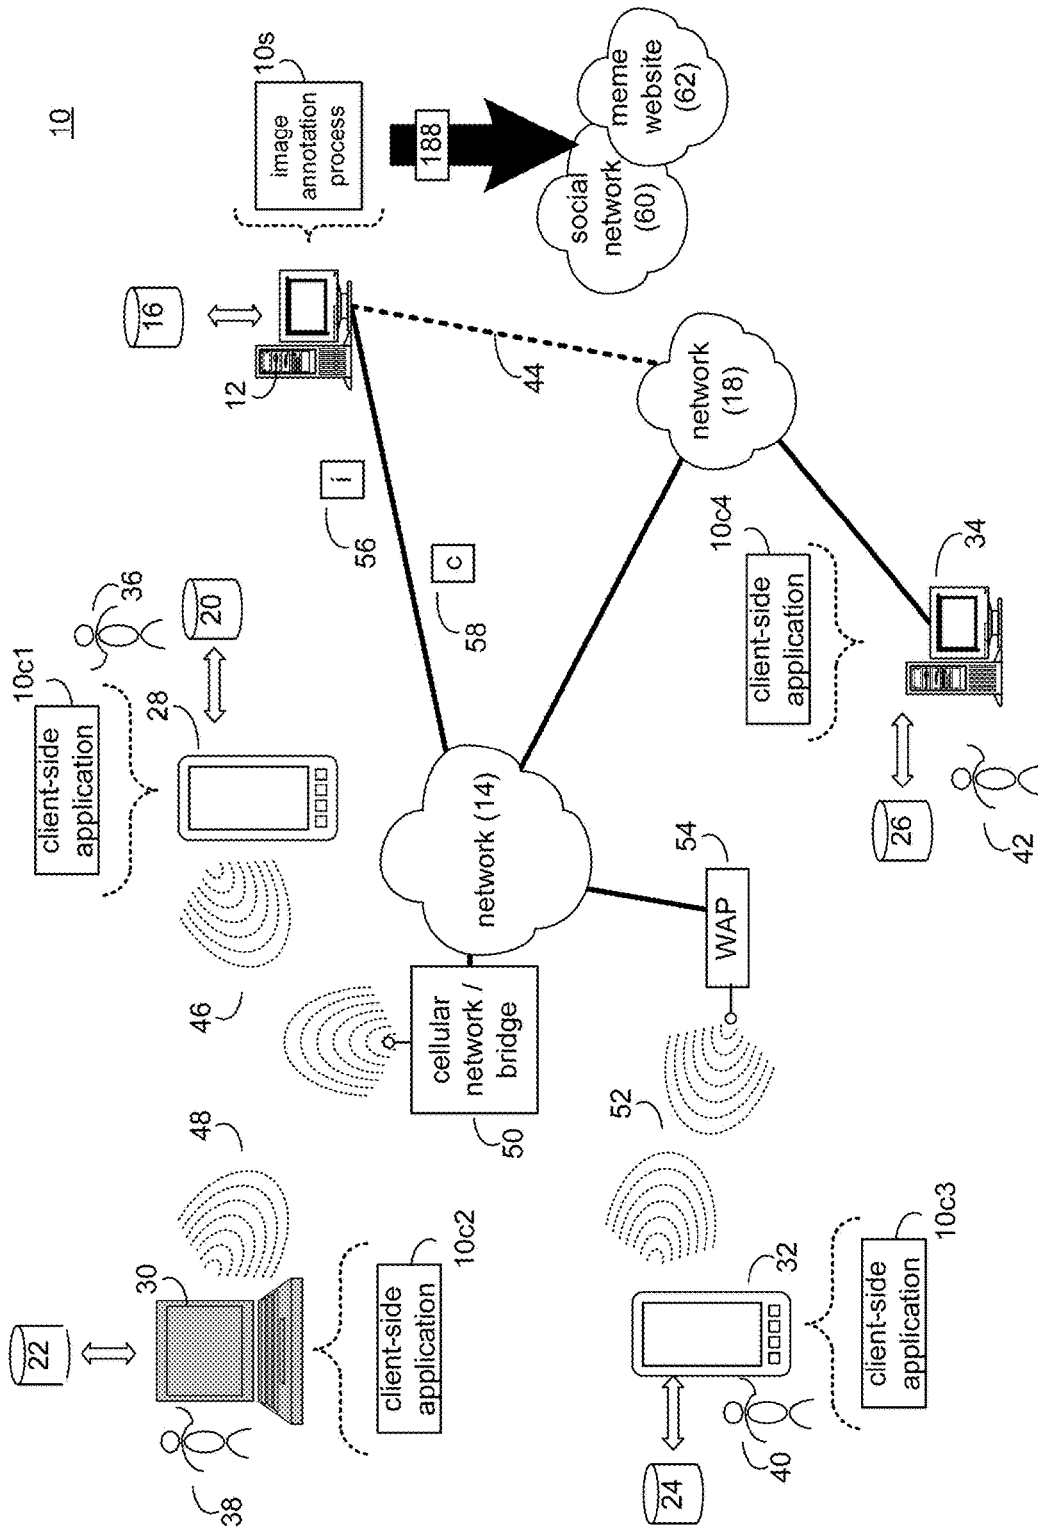 10
22
30
38
48
client-side
application
10c2
10c1
client-side
application
28
36
20
46
16
12
image
annotation
process
10s
188
social
network
(60)
meme
website
(62)
56
i
58
c
44
cellular
network /
bridge
50
network (14)
network
(18)
52
WAP
54
24
32
40
client-side
application
10c3
10c4
client-side
application
34
26
42